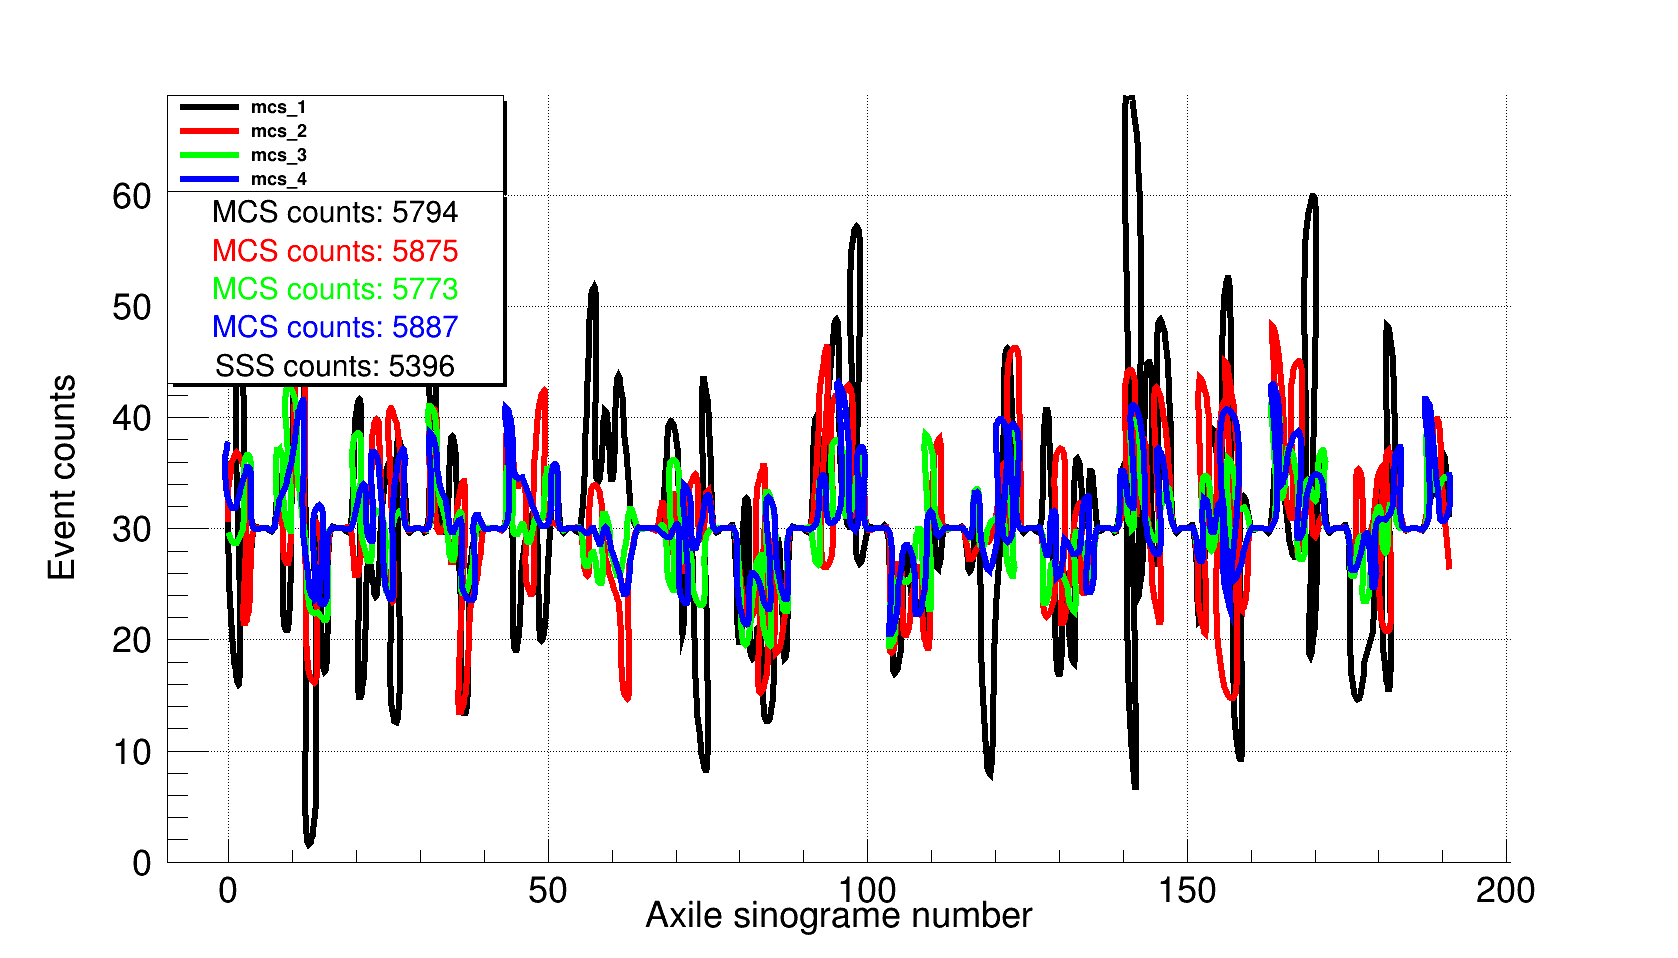 mcs_1
mcs_2
mcs_3
mcs_4
MCS counts: 5794
MCS counts: 5875
MCS counts: 5773
MCS counts: 5887
SSS counts: 5396
60
50
40
30
20
10
0
Event counts
0 50 100 150 200
Axile sinograme number